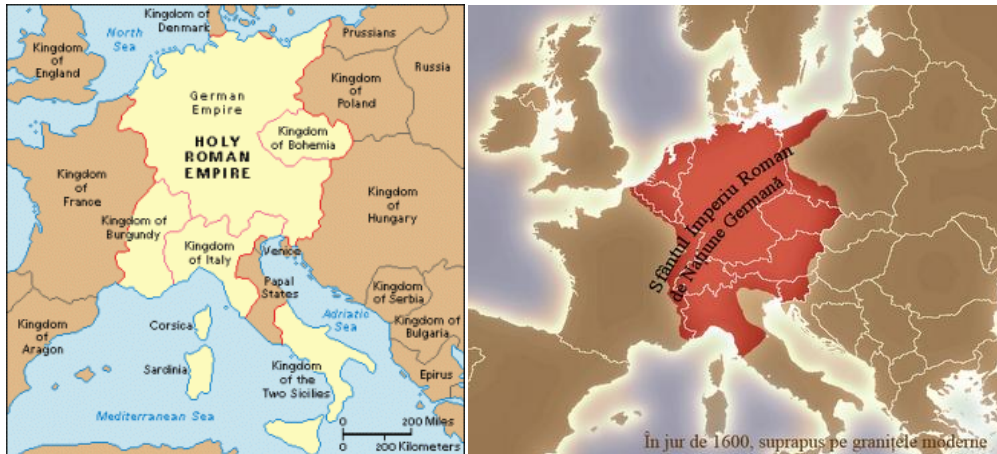 Kingdom of
Denmark
North
Sea
Prussians
Kingdom
of
England
Russia
German
Empire
Kingdom
of
Poland
Kingdom
of Bohemia
HOLY
ROMAN
EMPIRE
Kingdom
of
France
Kingdom
of
Hungary
Kingdom of
Burgundy
Kingdom
of Italy
Venice
Papal
States
Kingdom
of Serbia
Corsica
Adriatic
Sea
Kingdom
of
Bulgaria
Kingdom
of
Aragon
Sardinia
Kingdom
of the
Two Sicilies
Epirus
Mediterranean Sea
0 200 Miles
0 200 Kilometers
Sfântul Imperiu Roman
de Națiune Germană
În jur de 1600, suprapus pe granițele moderne